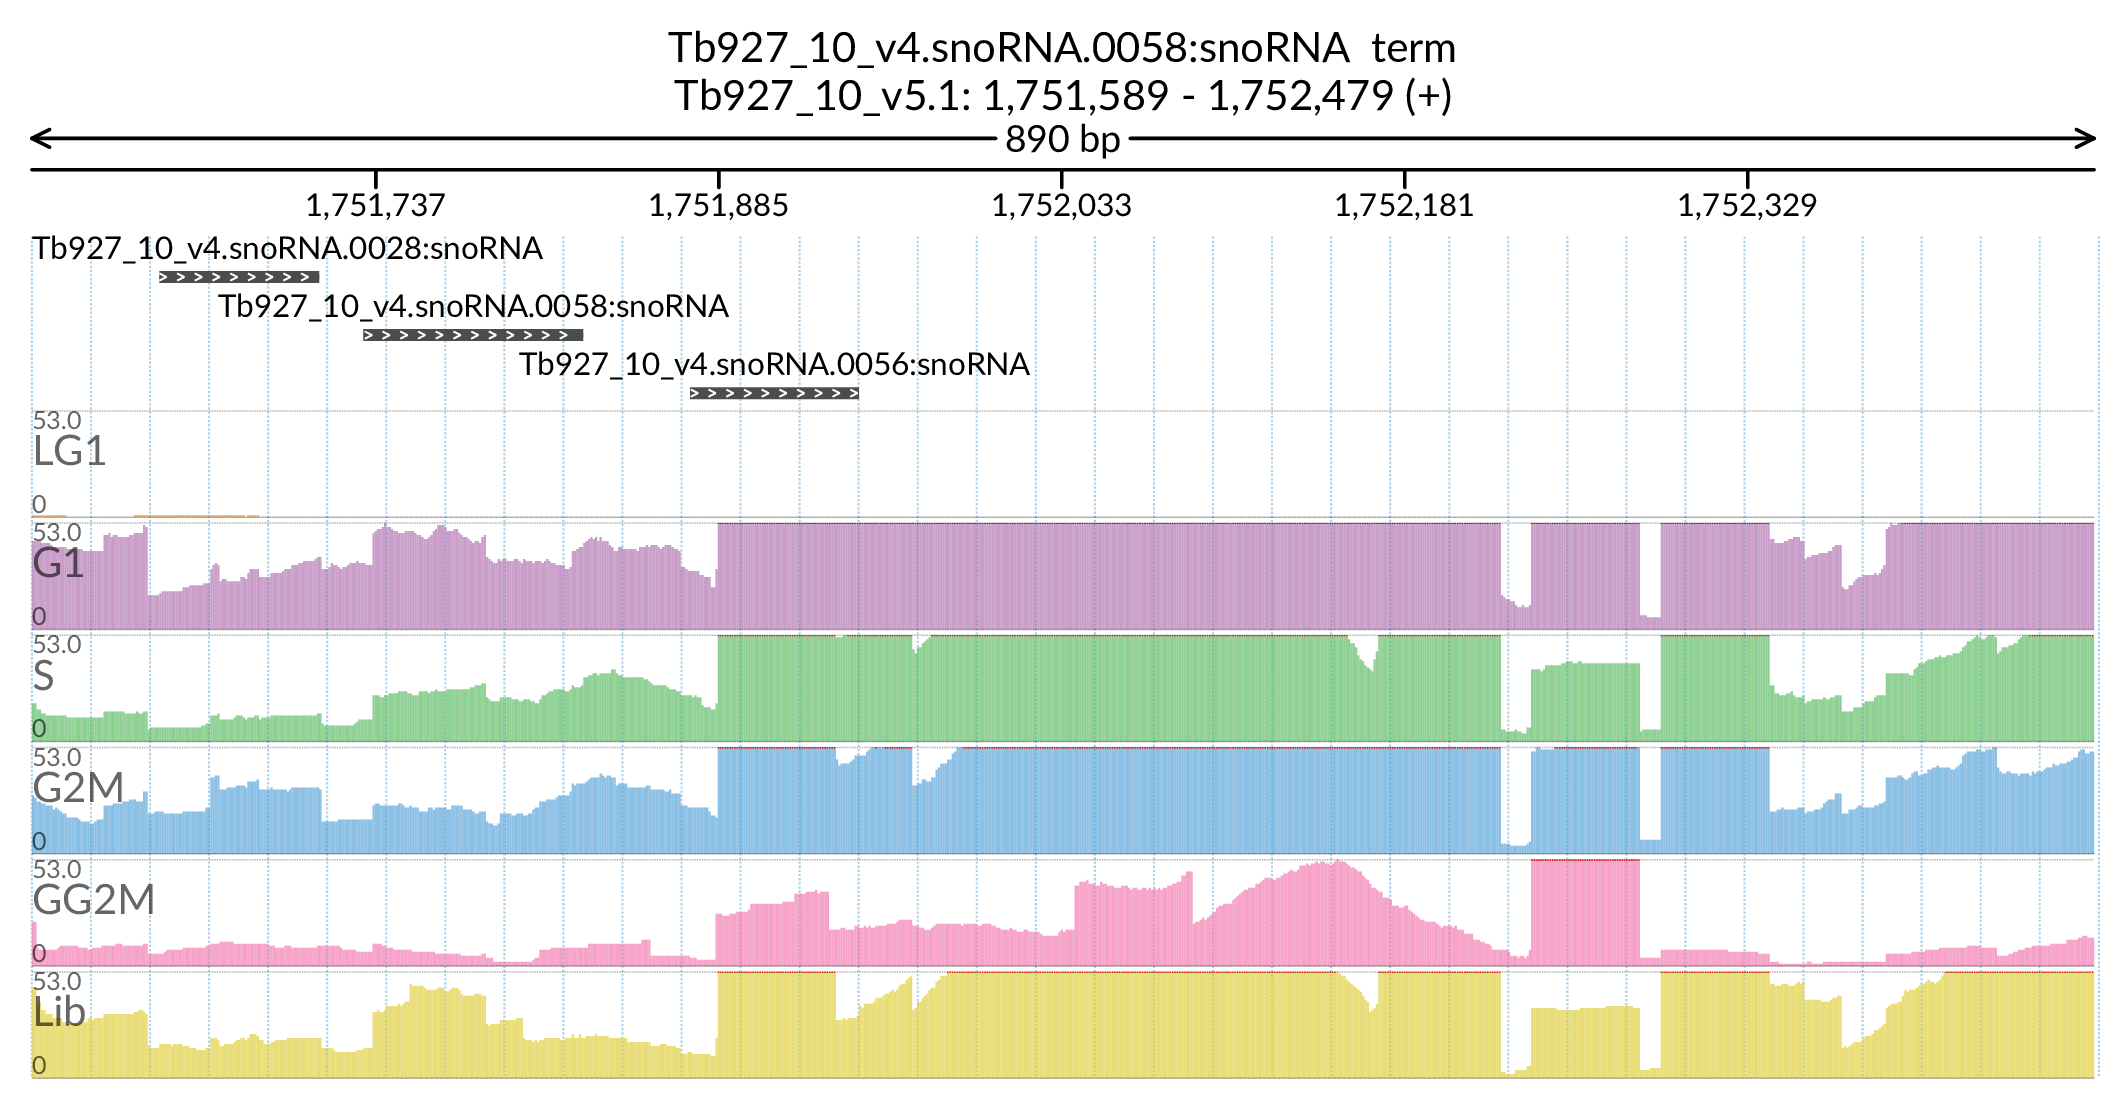 Tb927_10_v4.snoRNA.0058:snoRNA term
Tb927_10_v5.1: 1,751,589 - 1,752,479 (+)
890 bp
1,751,737 1,751,885 1,752,033 1,752,181 1,752,329
Tb927_10_v4.snoRNA.0028:snoRNA
Tb927_10_v4.snoRNA.0058:snoRNA
Tb927_10_v4.snoRNA.0056:snoRNA
53.0
LG1
0
53.0
G1
0
53.0
S
0
53.0
G2M
0
53.0
GG2M
0
53.0
Lib
0